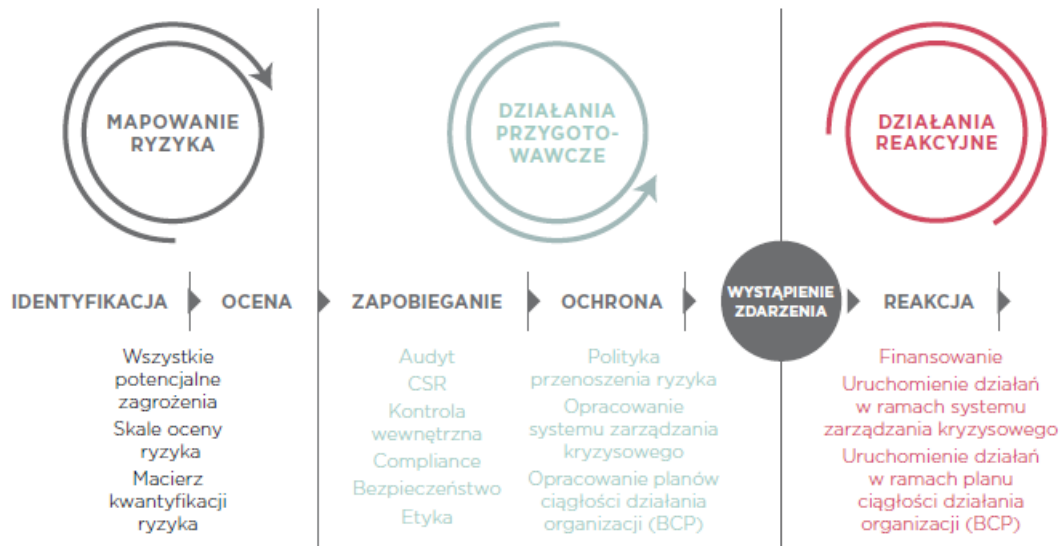 MAPOWANIE
RYZYKA
DZIAŁANIA
PRZYGOTO-
WAWCZE
DZIAŁANIA
REAKCYJNE
IDENTYFIKACJA
OCENA
ZAPOBIEGANIE
OCHRONA
WYSTĄPIENIE
ZDARZENIA
REAKCJA
Wszystkie
potencjalne
zagrożenia
Skale oceny
ryzyka
Macierz
kwantyfikacji
ryzyka
Audyt
CSR
Kontrola
wewnętrzna
Compliance
Bezpieczeństwo
Etyka
Polityka
przenoszenia ryzyka
Opracowanie
systemu zarządzania
kryzysowego
Opracowanie planów
ciągłości działania
organizacji (BCP)
Finansowanie
Uruchomienie działań
w ramach systemu
zarządzania kryzysowego
Uruchomienie działań
w ramach planu
ciągłości działania
organizacji (BCP)